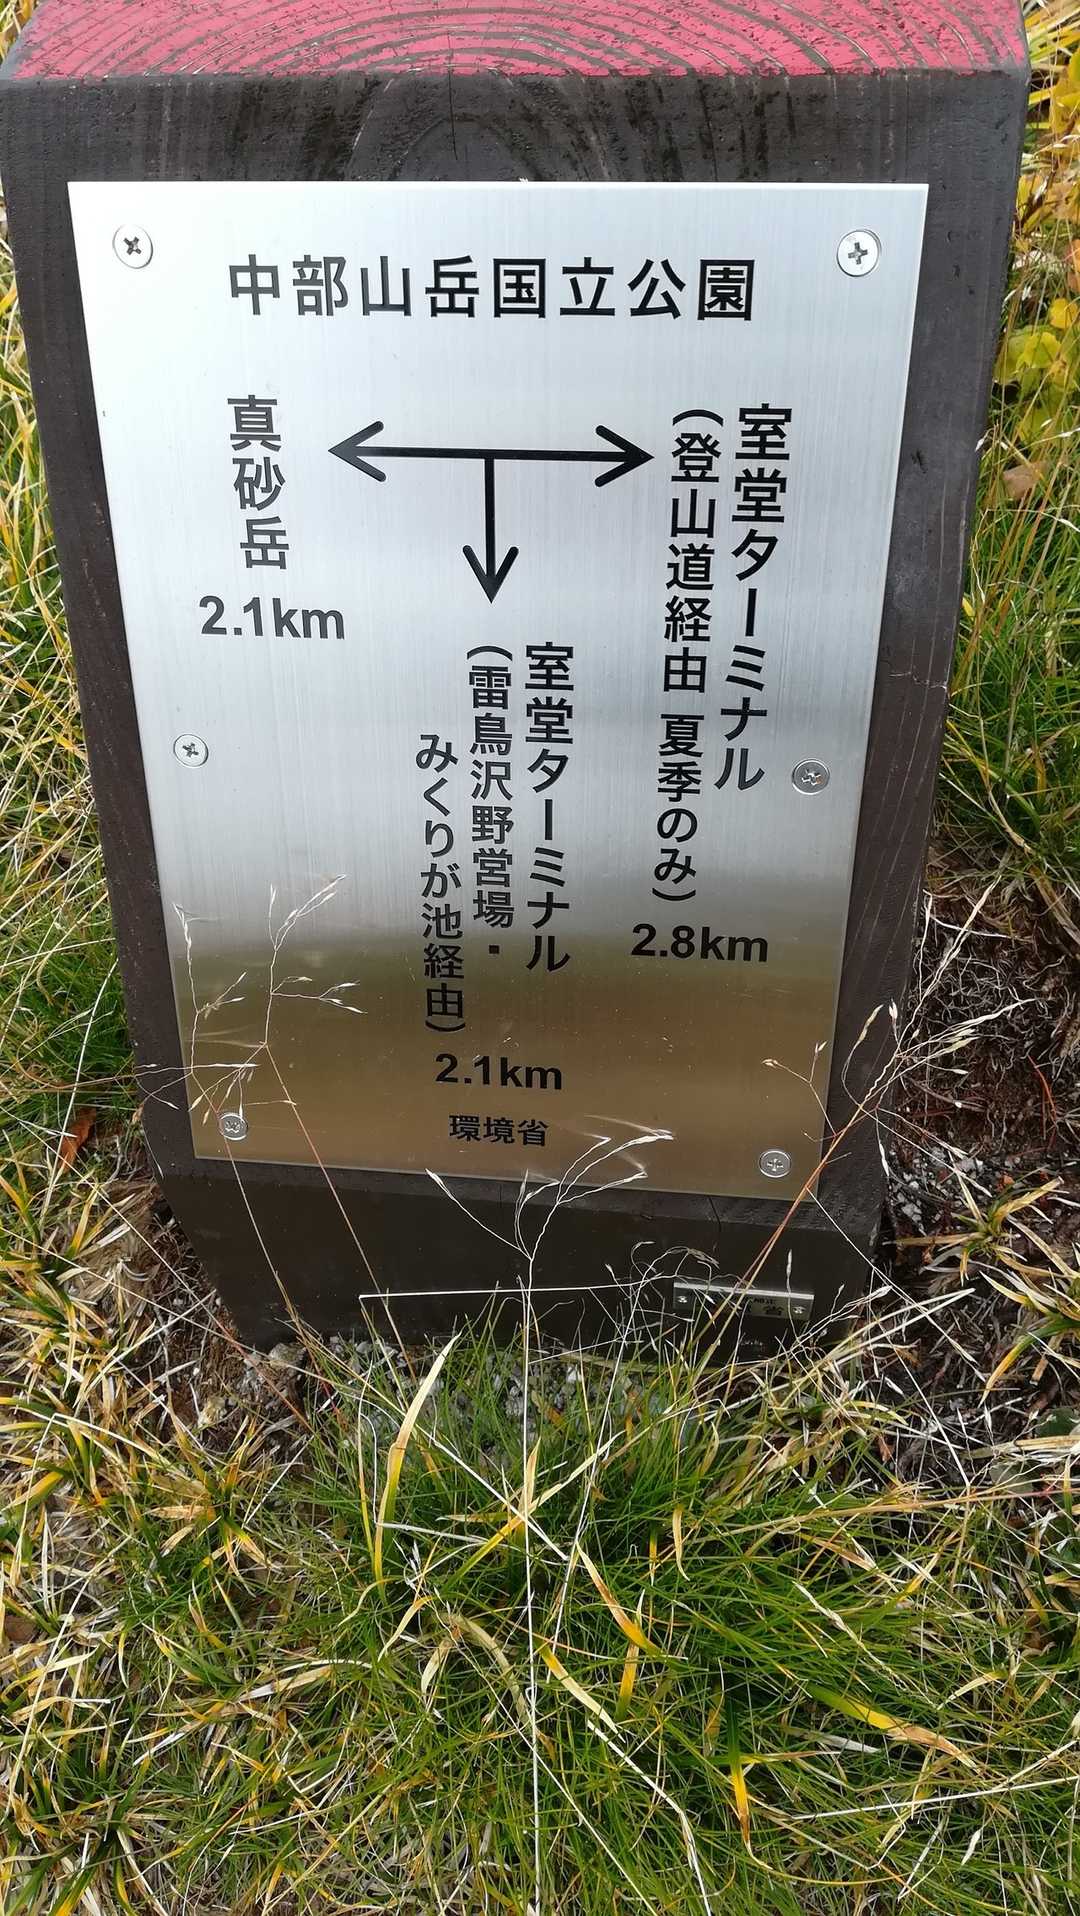 中部山岳国立公園
真砂岳
2.1km
室堂ターミナル
(登山道経由 夏季のみ)
2.8km
室堂ターミナル
(雷鳥沢野営場・
みくりが池経由)
2.1km
環境省
省